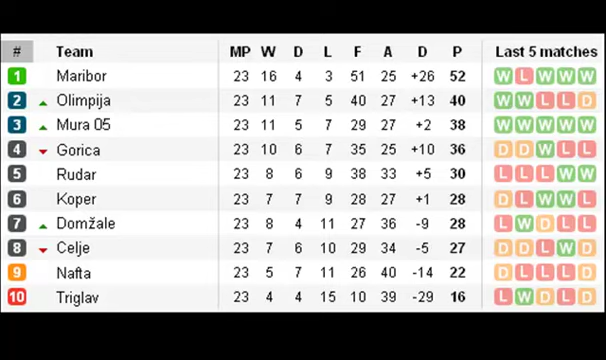 # Team MP W D L F A D P Last 5 matches
1 Maribor 23 16 4 3 51 25 +26 52 W L W W W
2 Olimpija 23 11 7 5 40 27 +13 40 W W L L D
3 Mura 05 23 11 5 7 29 27 +2 38 W W W W W
4 Gorica 23 10 6 7 35 25 +10 36 D D W L L
5 Rudar 23 8 6 9 38 33 +5 30 L L L W W
6 Koper 23 7 7 9 28 27 +1 28 D L W W L
7 Domžale 23 8 4 11 27 36 -9 28 L W D L L
8 Celje 23 7 6 10 29 34 -5 27 D D L W D
9 Nafta 23 5 7 11 26 40 -14 22 D L L L D
10 Triglav 23 4 4 15 10 39 -29 16 L W D L D